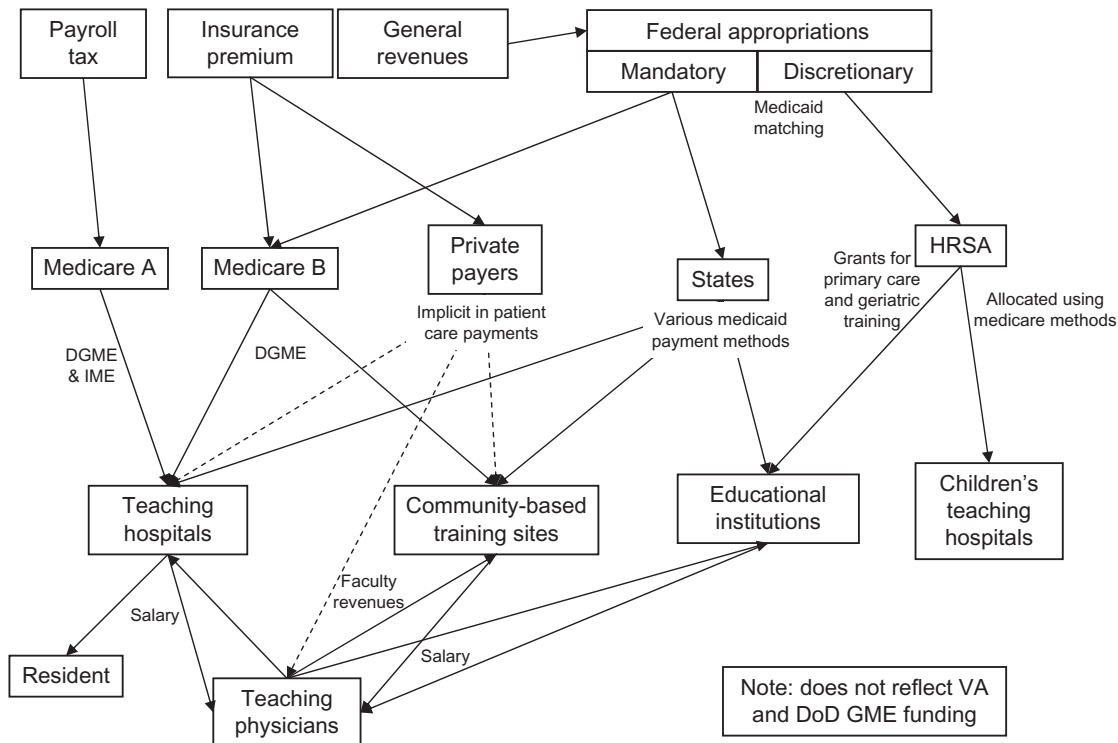 Payroll
tax
Insurance
premium
General
revenues
Federal appropriations
Mandatory
Discretionary
Medicaid
matching
Medicare A
Medicare B
Private
payers
States
HRSA
Grants for
primary care
and geriatric
training
Allocated using
medicare methods
Implicit in patient
care payments
Various medicaid
payment methods
DGME
& IME
DGME
Teaching
hospitals
Community-based
training sites
Educational
institutions
Children's
teaching
hospitals
Faculty
revenues
Salary
Salary
Resident
Teaching
physicians
Note: does not reflect VA
and DoD GME funding